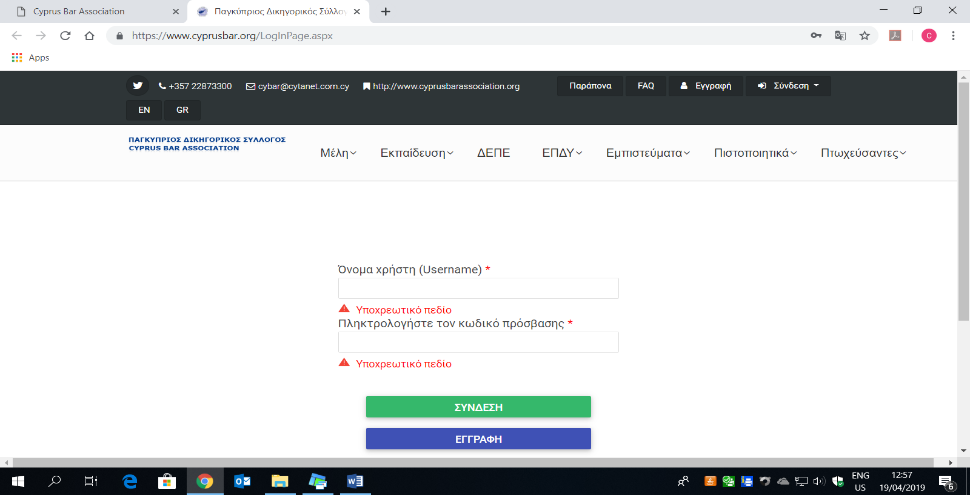 Cyprus Bar Association
Παγκύπριος Δικηγορικός Σύλλο
https://www.cyprusbar.org/LogInPage.aspx
C
Apps
+357 22873300 cybar@cytanet.com.cy http://www.cyprusbarassociation.org Παράπονα FAQ Εγγραφή Σύνδεση
EN GR
ΠΑΓΚΥΠΡΙΟΣ ΔΙΚΗΓΟΡΙΚΟΣ ΣΥΛΛΟΓΟΣ
CYPRUS BAR ASSOCIATION
Μέλη Εκπαίδευση ΔΕΠΕ ΕΠΔΥ Εμπιστεύματα Πιστοποιητικά Πτωχεύσαντες
Όνομα χρήστη (Username) *
Υποχρεωτικό πεδίο
Πληκτρολογήστε τον κωδικό πρόσβασης *
Υποχρεωτικό πεδίο
ΣΥΝΔΕΣΗ
ΕΓΓΡΑΦΗ
ENG
US
12:57
19/04/2019
6